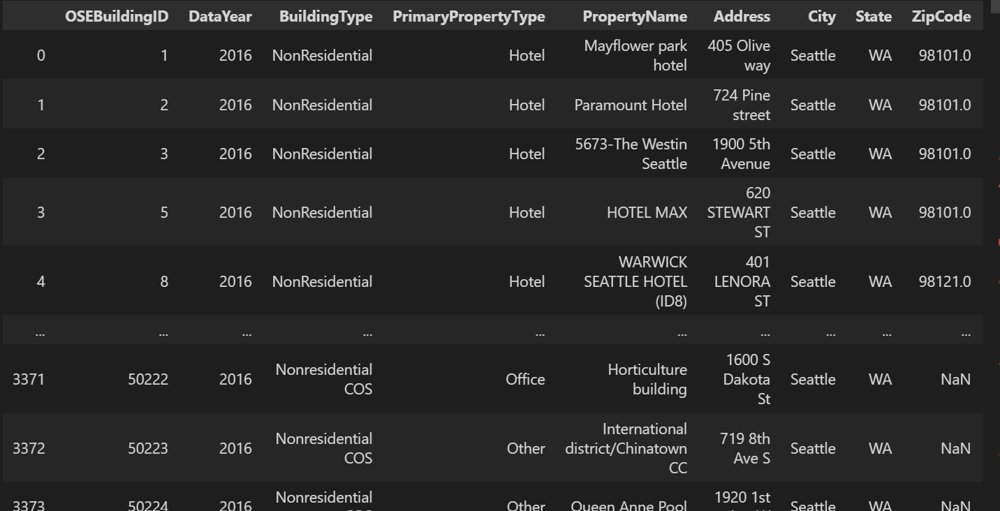 OSEBuildingID DataYear BuildingType PrimaryPropertyType PropertyName Address City State ZipCode
0 1 2016 NonResidential Hotel Mayflower park hotel 405 Olive way Seattle WA 98101.0
1 2 2016 NonResidential Hotel Paramount Hotel 724 Pine street Seattle WA 98101.0
2 3 2016 NonResidential Hotel 5673-The Westin Seattle 1900 5th Avenue Seattle WA 98101.0
3 5 2016 NonResidential Hotel HOTEL MAX 620 STEWART ST Seattle WA 98101.0
4 8 2016 NonResidential Hotel WARWICK SEATTLE HOTEL (ID8) 401 LENORA ST Seattle WA 98121.0
... ... ... ... ... ... ... ... ... ...
3371 50222 2016 Nonresidential COS Office Horticulture building 1600 S Dakota St Seattle WA NaN
3372 50223 2016 Nonresidential COS Other International district/Chinatown CC 719 8th Ave S Seattle WA NaN
3373 50224 2016 Nonresidential Other Queen Anne Pool 1920 1st Seattle WA NaN